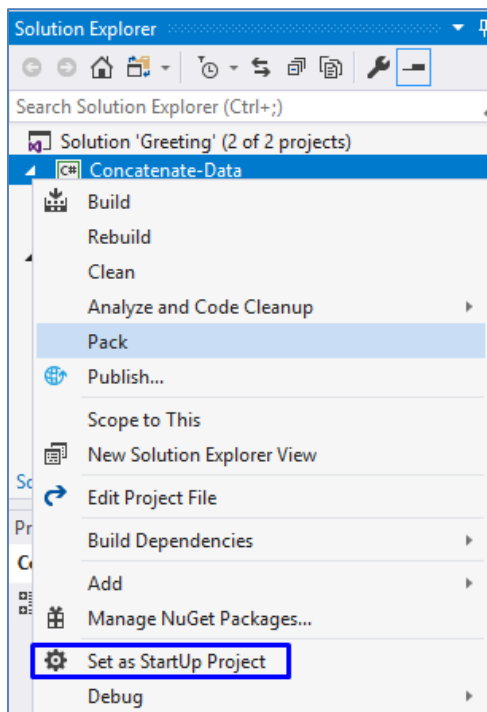 Solution Explorer
Search Solution Explorer (Ctrl+;)
Solution 'Greeting' (2 of 2 projects)
C# Concatenate-Data
Build
Rebuild
Clean
Analyze and Code Cleanup
Pack
Publish...
Scope to This
New Solution Explorer View
Edit Project File
Build Dependencies
Add
Manage NuGet Packages...
Set as StartUp Project
Debug